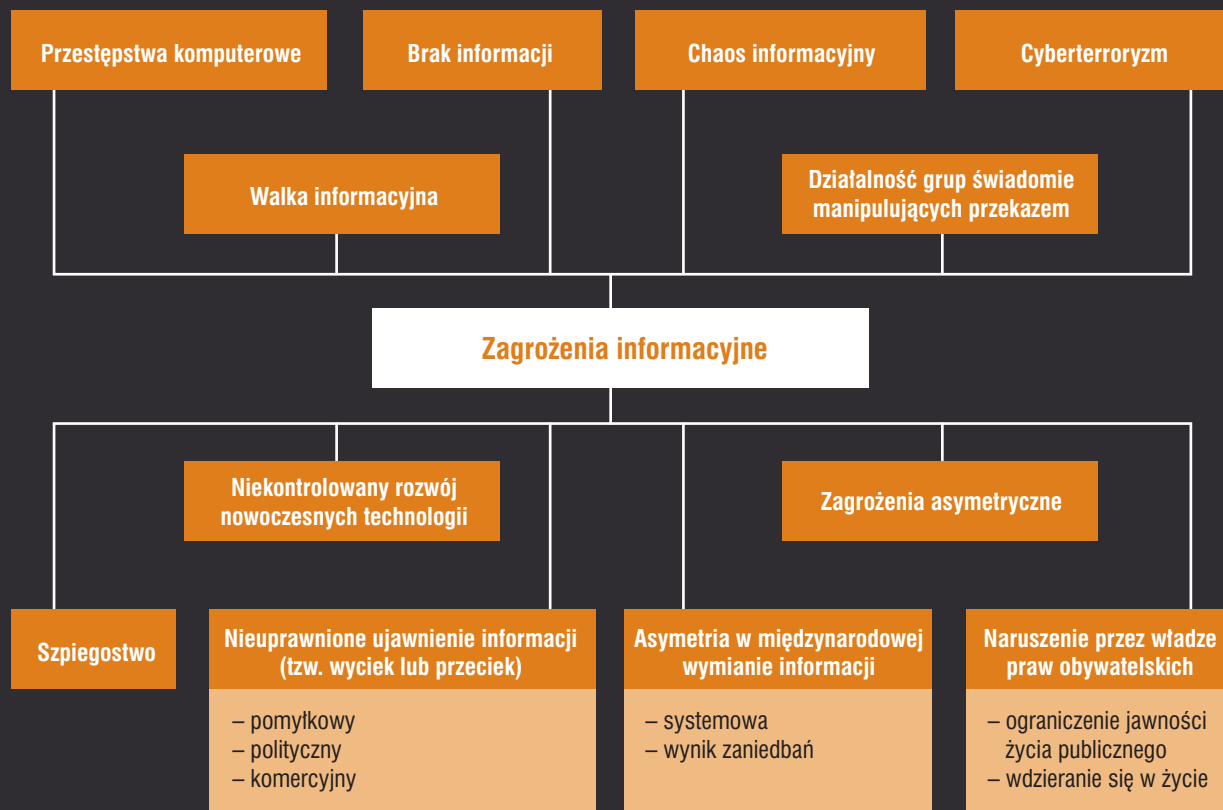 Przestępstwa komputerowe
Brak informacji
Chaos informacyjny
Cyberterroryzm
Walka informacyjna
Działalność grup świadomie
manipulujących przekazem
Zagrożenia informacyjne
Niekontrolowany rozwój
nowoczesnych technologii
Zagrożenia asymetryczne
Szpiegostwo
Nieuprawnione ujawnienie informacji
(tzw. wyciek lub przeciek)
– pomyłkowy
– polityczny
– komercyjny
Asymetria w międzynarodowej
wymianie informacji
– systemowa
– wynik zaniedbań
Naruszenie przez władze
praw obywatelskich
– ograniczenie jawności
życia publicznego
– wdzieranie się w życie